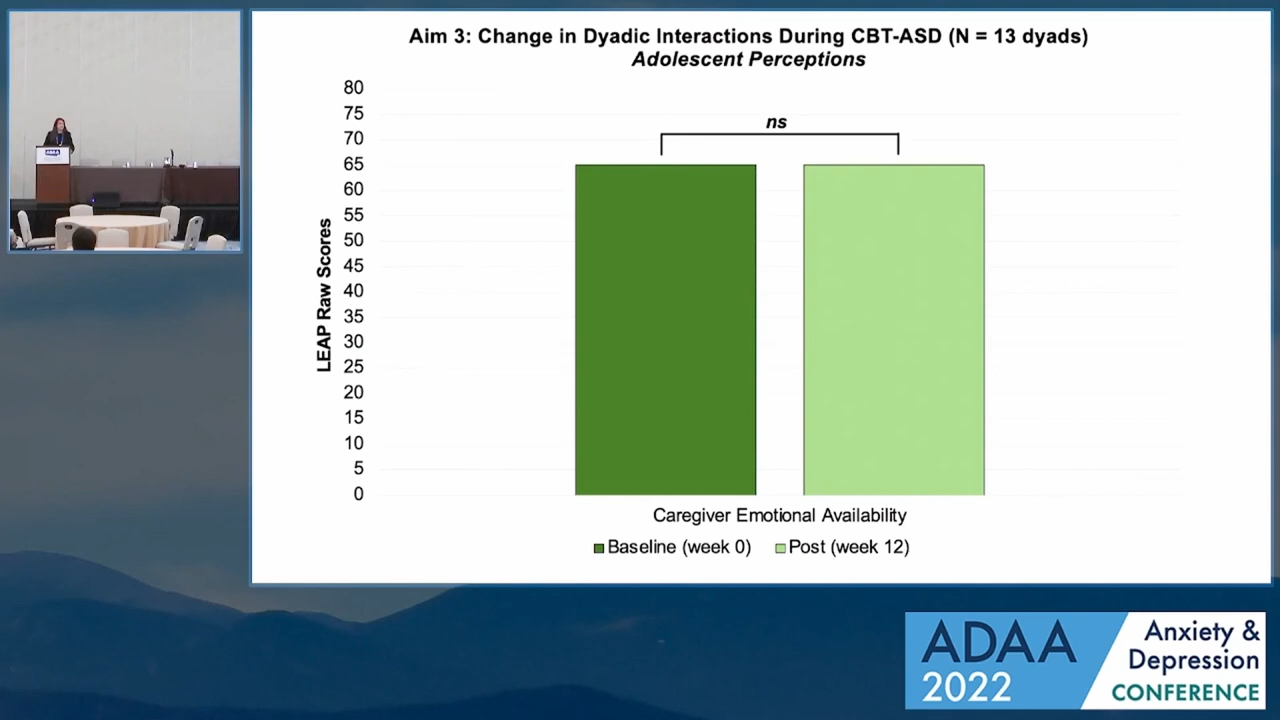 Aim 3: Change in Dyadic Interactions During CBT-ASD (N = 13 dyads)
Adolescent Perceptions
LEAP Raw Scores
80
75
70
65
60
55
50
45
40
35
30
25
20
15
10
5
0
ns
Caregiver Emotional Availability
Baseline (week 0)
Post (week 12)
ADAA
2022
Anxiety &
Depression
CONFERENCE
ADAA